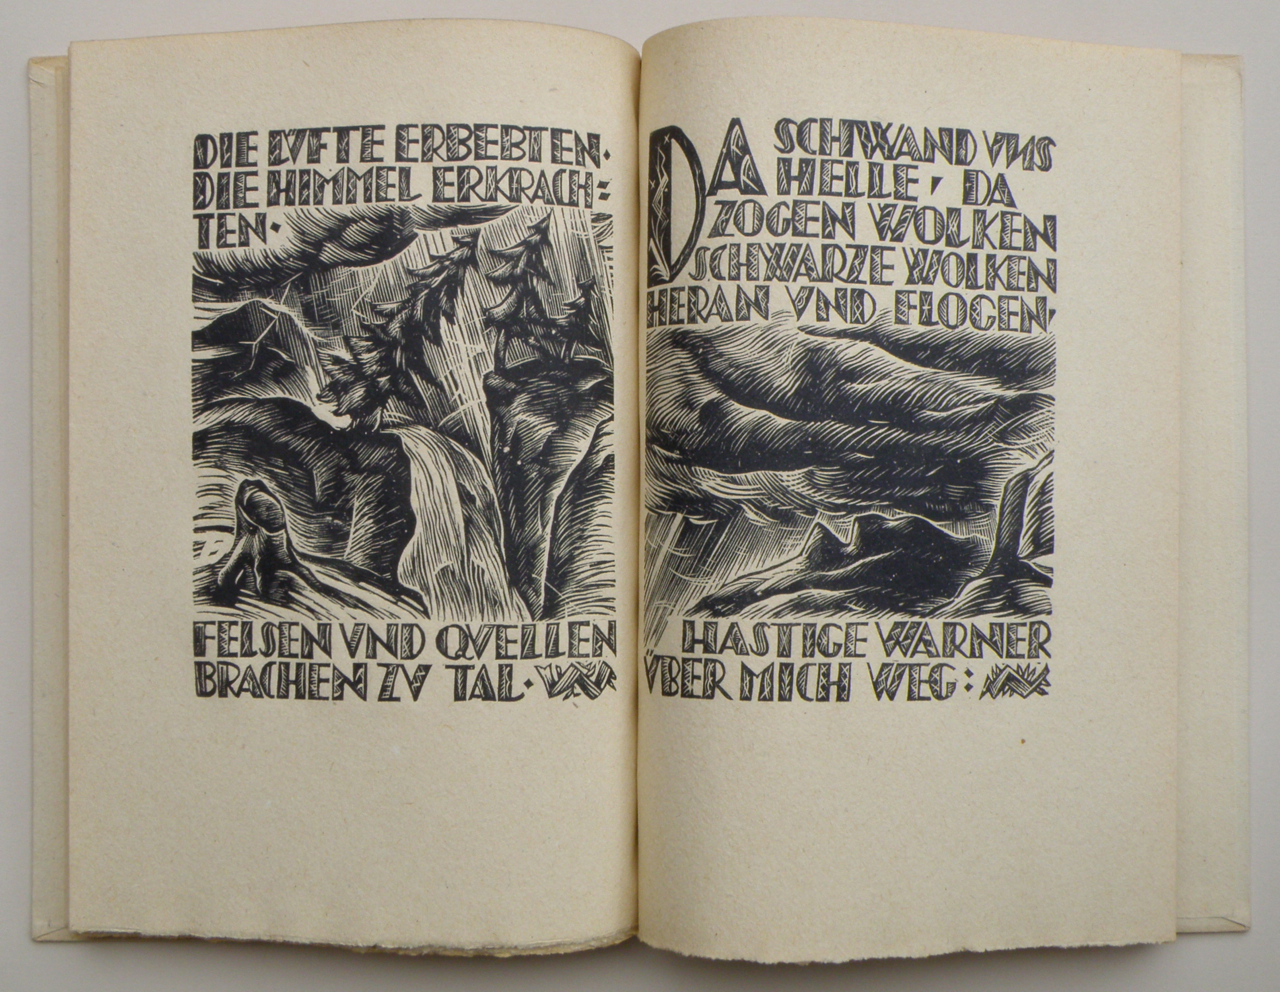 DIE LVFTE ERBEBTEN·
DIE HIMMEL ERKRACH=
TEN·
FELSEN VND QVELLEN
BRACHEN ZV TAL·
DA SCHWAND VNS
HELLE, DA
ZOGEN WOLKEN
SCHWARZE WOLKEN
HERAN VND FLOGEN·
HASTIGE WARNER
VBER MICH WEG: